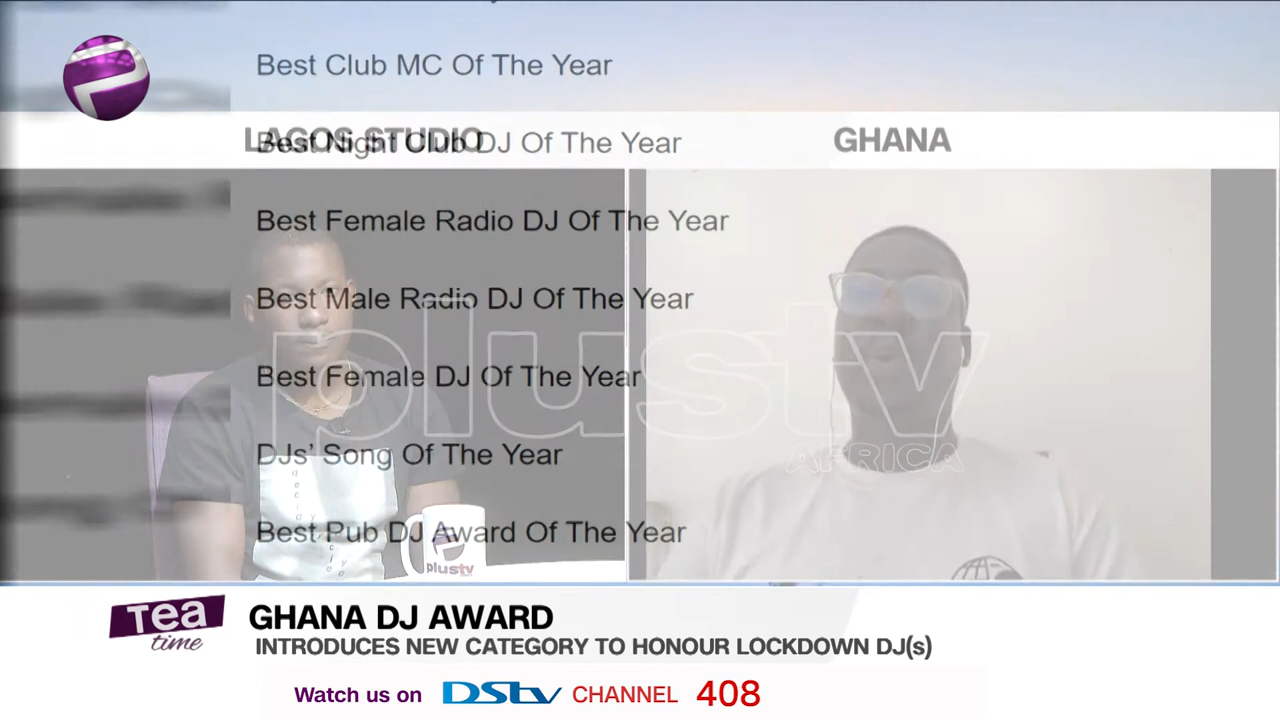 Best Club MC Of The Year
LAGOS STUDIO
GHANA
Best Night Club DJ Of The Year
Best Female Radio DJ Of The Year
Best Male Radio DJ Of The Year
plustv
AFRICA
Best Female DJ Of The Year
DJs' Song Of The Year
Best Pub DJ Award Of The Year
plustv
Tea
time
GHANA DJ AWARD
INTRODUCES NEW CATEGORY TO HONOUR LOCKDOWN DJ(s)
Watch us on DStv CHANNEL 408